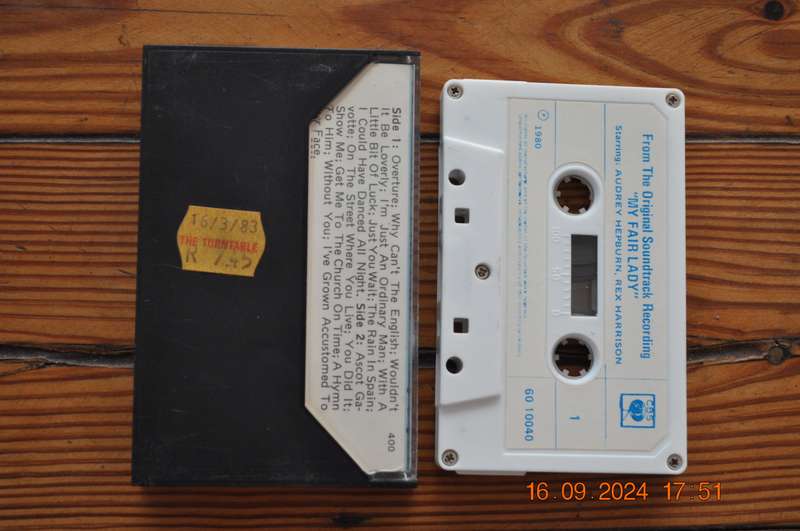 Side 1: Overture; Why Can't The English; Wouldn't
It Be Loverly; I'm Just An Ordinary Man; With A
Little Bit Of Luck; Just You Wait; The Rain In Spain;
I Could Have Danced All Night. Side 2: Ascot Ga-
votte; On The Street Where You Live; You Did It;
Show Me; Get Me To The Church On Time; A Hymn
To Him; Without You; I've Grown Accustomed To
Face.
400
16/3/83
THE TURNTABLE
R 7.45
From The Original Soundtrack Recording
"MY FAIR LADY"
Starring: AUDREY HEPBURN, REX HARRISON
℗ 1980
100 50 0
CBS
1
60 10040
16.09.2024 17:51